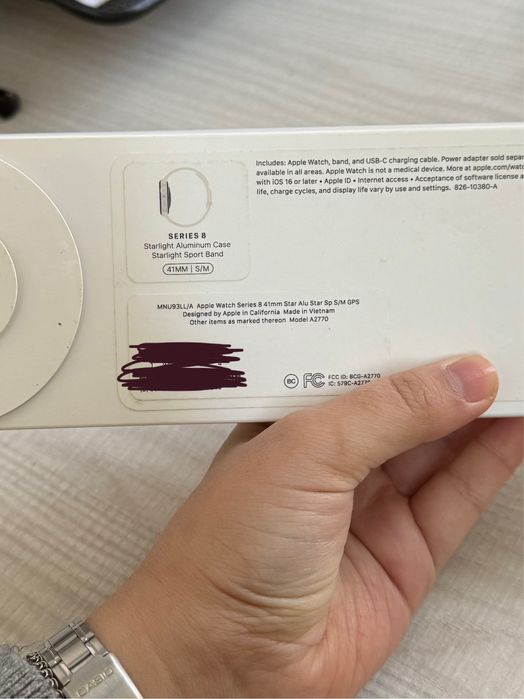 SERIES 8
Starlight Aluminum Case
Starlight Sport Band
41MM | S/M
Includes: Apple Watch, band, and USB-C charging cable. Power adapter sold
available in all areas. Apple Watch is not a medical device. More at
with iOS 16 or later • Apple ID • Internet access • Acceptance of software license
life, charge cycles, and display life vary by use and settings. 826-10380-A
MNU93LL/A Apple Watch Series 8 41mm Star Alu Star Sp S/M GPS
Designed by Apple in California Made in Vietnam
Other items as marked thereon Model A2770
BC FC FCC ID: BCG-A2770
IC: 579C-
CASIO